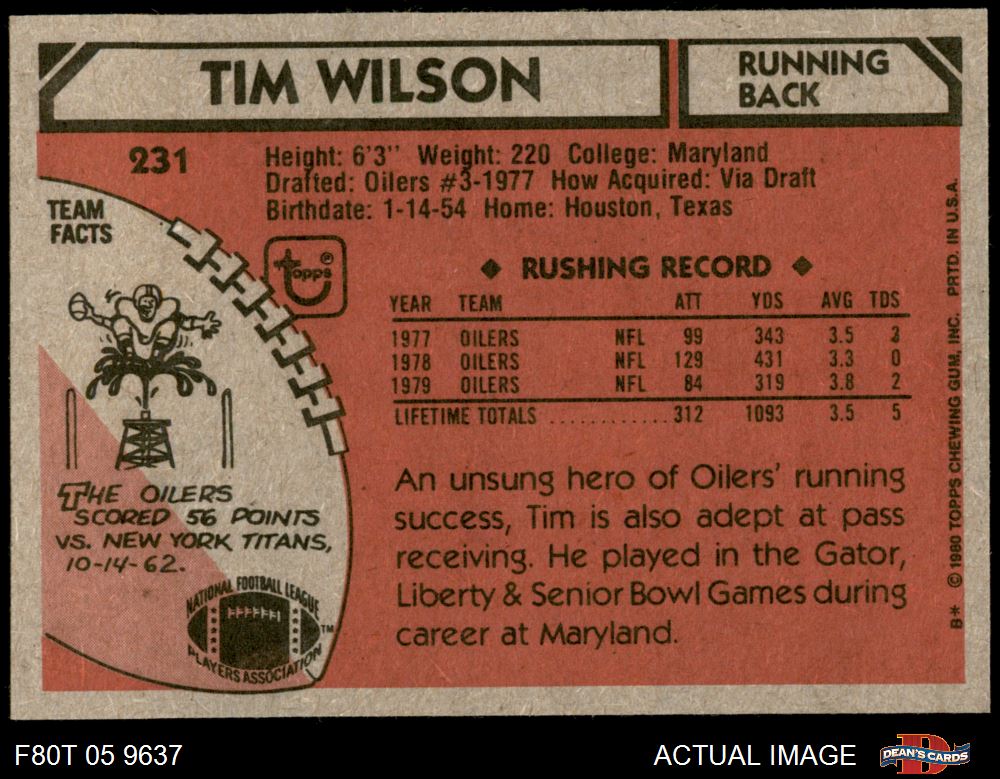 TIM WILSON
RUNNING
BACK
231
Height: 6'3" Weight: 220 College: Maryland
Drafted: Oilers #3-1977 How Acquired: Via Draft
Birthdate: 1-14-54 Home: Houston, Texas
TEAM
FACTS
topps®
◆ RUSHING RECORD ◆
YEAR TEAM ATT YDS AVG TDS
1977 OILERS NFL 99 343 3.5 3
1978 OILERS NFL 129 431 3.3 0
1979 OILERS NFL 84 319 3.8 2
LIFETIME TOTALS ............ 312 1093 3.5 5
THE OILERS
SCORED 56 POINTS
VS. NEW YORK TITANS,
10-14-62.
NATIONAL FOOTBALL LEAGUE
PLAYERS ASSOCIATION
TM
An unsung hero of Oilers' running
success, Tim is also adept at pass
receiving. He played in the Gator,
Liberty & Senior Bowl Games during
career at Maryland.
B* © 1980 TOPPS CHEWING GUM, INC. PRTD. IN U.S.A.
F80T 05 9637
ACTUAL IMAGE
DEAN'S CARDS